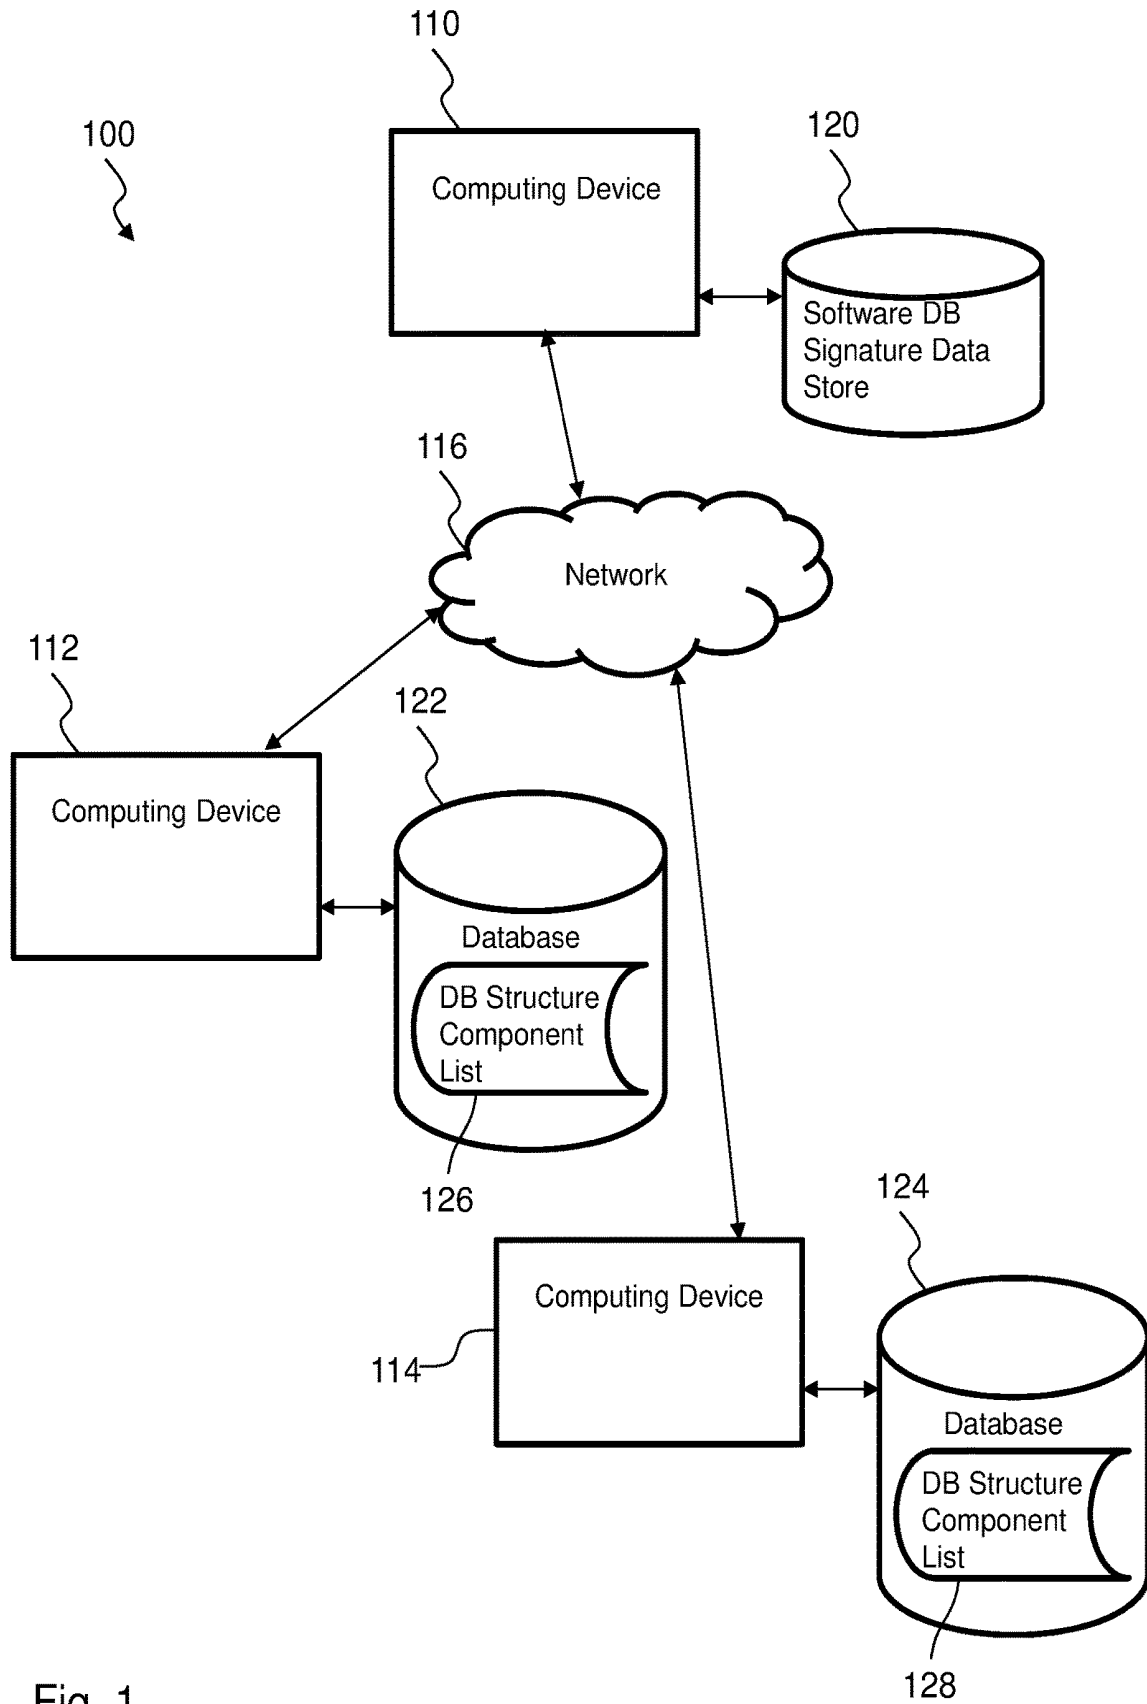 110
100
120
Computing Device
Software DB
Signature Data
Store
116
Network
112
122
Computing Device
Database
DB Structure
Component
List
126
124
Computing Device
114
Database
DB Structure
Component
List
128
Fig. 1